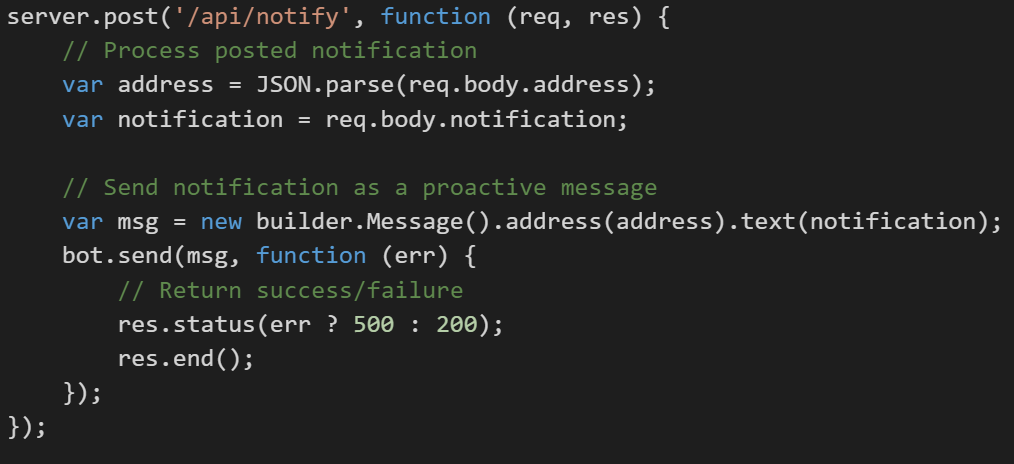 server.post('/api/notify', function (req, res) {
    // Process posted notification
    var address = JSON.parse(req.body.address);
    var notification = req.body.notification;

    // Send notification as a proactive message
    var msg = new builder.Message().address(address).text(notification);
    bot.send(msg, function (err) {
        // Return success/failure
        res.status(err ? 500 : 200);
        res.end();
    });
});